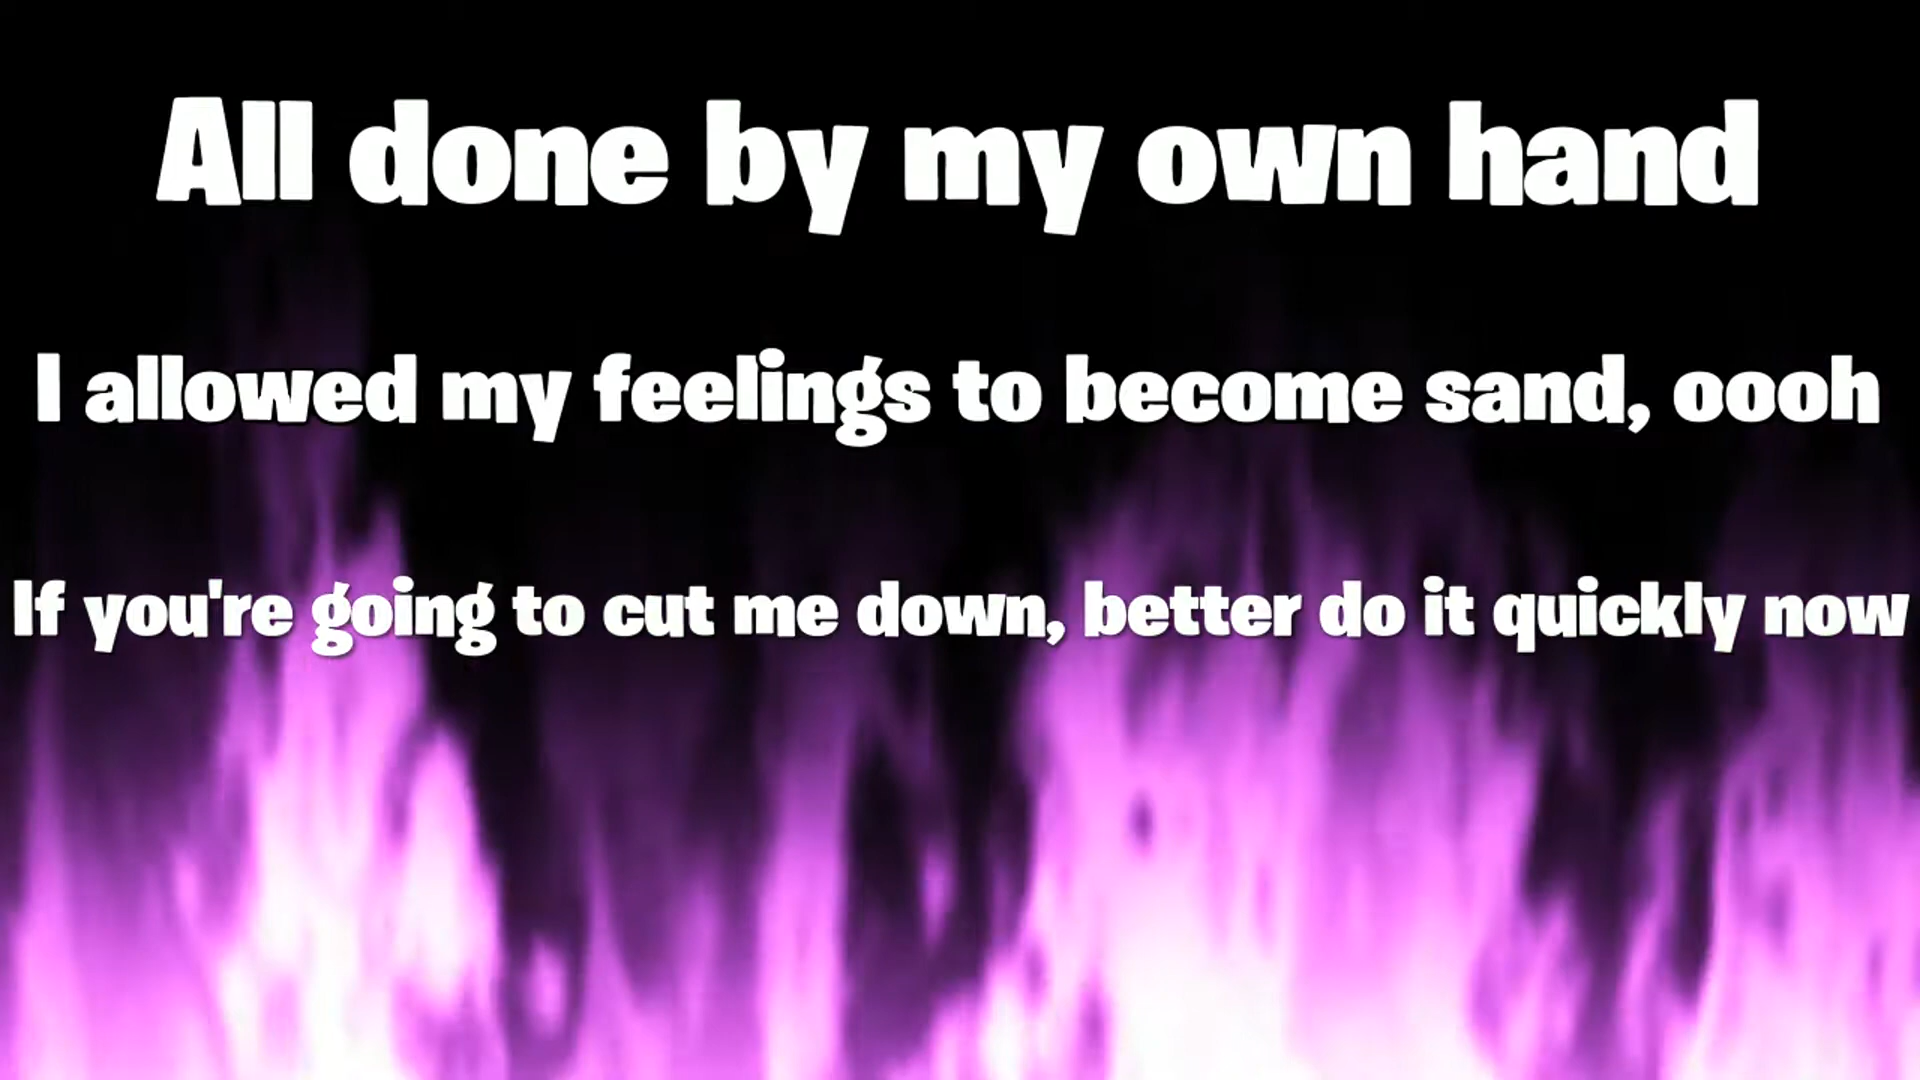 All done by my own hand
I allowed my feelings to become sand, oooh
If you're going to cut me down, better do it quickly now